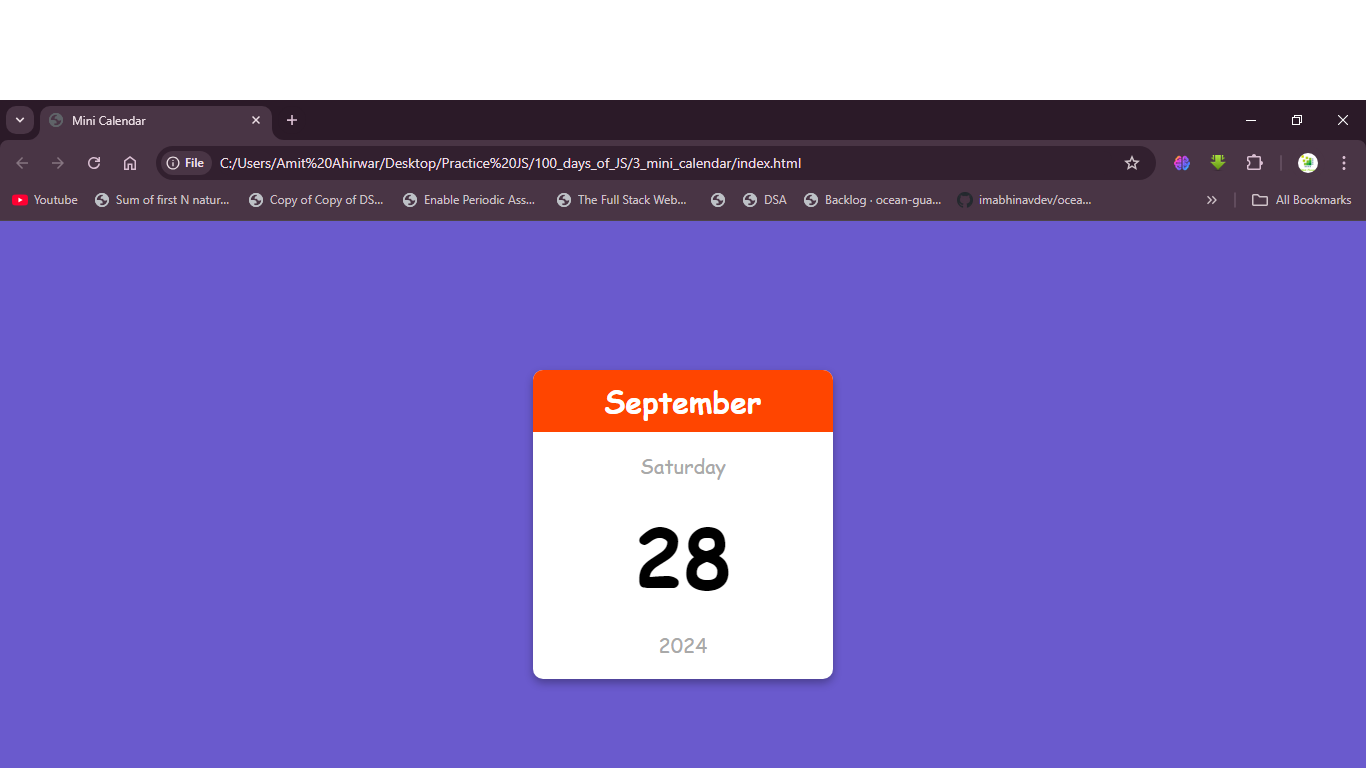 Mini Calendar
File C:/Users/Amit%20Ahirwar/Desktop/Practice%20JS/100_days_of_JS/3_mini_calendar/index.html
Youtube Sum of first N natur... Copy of Copy of DS... Enable Periodic Ass... The Full Stack Web... DSA Backlog · ocean-gua... imabhinavdev/ocea... All Bookmarks
September
Saturday
28
2024